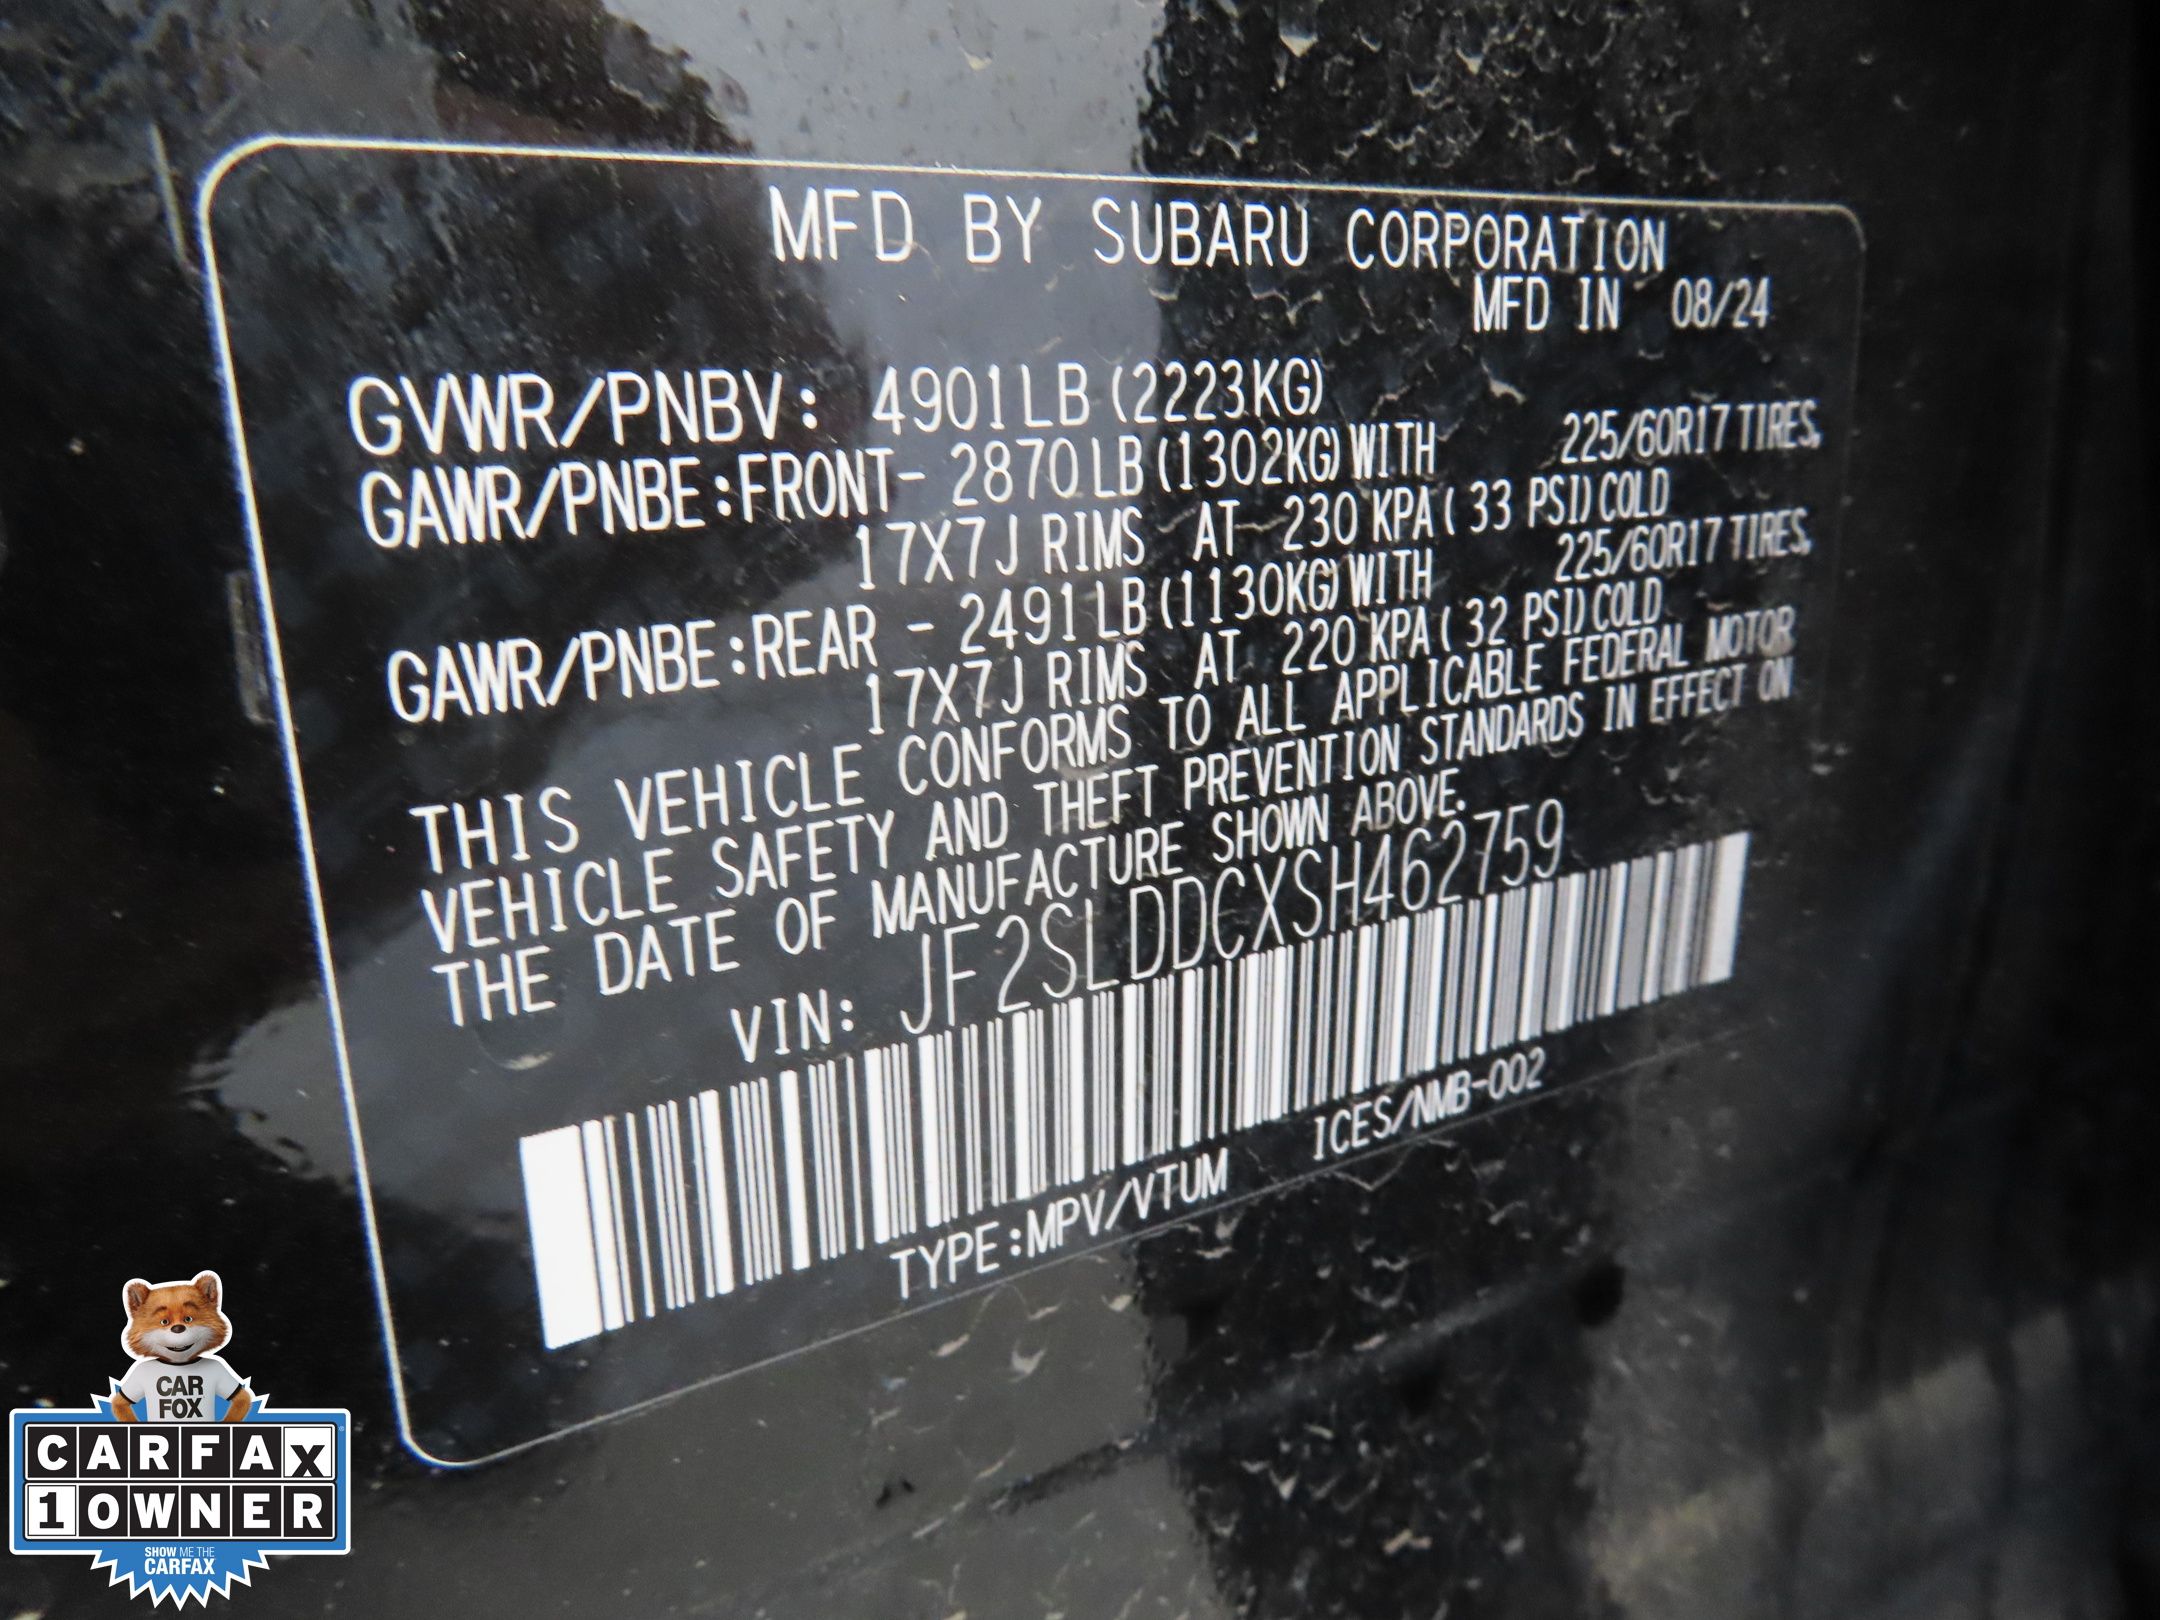 MFD BY SUBARU CORPORATION
MFD IN 08/24
GVWR/PNBV: 4901LB (2223KG)
GAWR/PNBE:FRONT- 2870LB (1302KG) WITH 225/60R17 TIRES,
17X7J RIMS AT 230 KPA( 33 PSI) COLD
GAWR/PNBE:REAR - 2491LB (1130KG) WITH 225/60R17 TIRES,
17X7J RIMS AT 220 KPA( 32 PSI) COLD
THIS VEHICLE CONFORMS TO ALL APPLICABLE FEDERAL MOTOR
VEHICLE SAFETY AND THEFT PREVENTION STANDARDS IN EFFECT ON
THE DATE OF MANUFACTURE SHOWN ABOVE.
VIN: JF2SLDDCXSH462759
TYPE:MPV/VTUM ICES/NMB-002
CAR
FOX
CARFAX
1 OWNER
SHOW ME THE
CARFAX